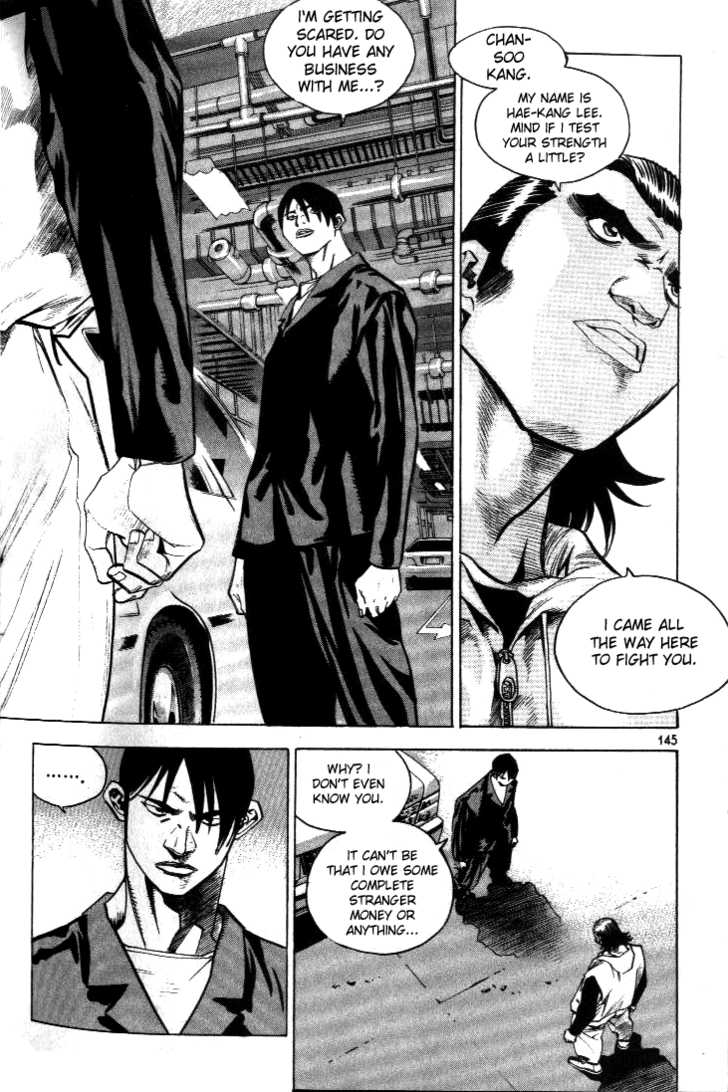 I'M GETTING
SCARED. DO
YOU HAVE ANY
BUSINESS
WITH ME...?
CHAN-
SOO
KANG.
MY NAME IS
HAE-KANG LEE.
MIND IF I TEST
YOUR STRENGTH
A LITTLE?
I CAME ALL
THE WAY HERE
TO FIGHT YOU.
145
.......
WHY? I
DON'T EVEN
KNOW YOU.
IT CAN'T BE
THAT I OWE SOME
COMPLETE
STRANGER
MONEY OR
ANYTHING...